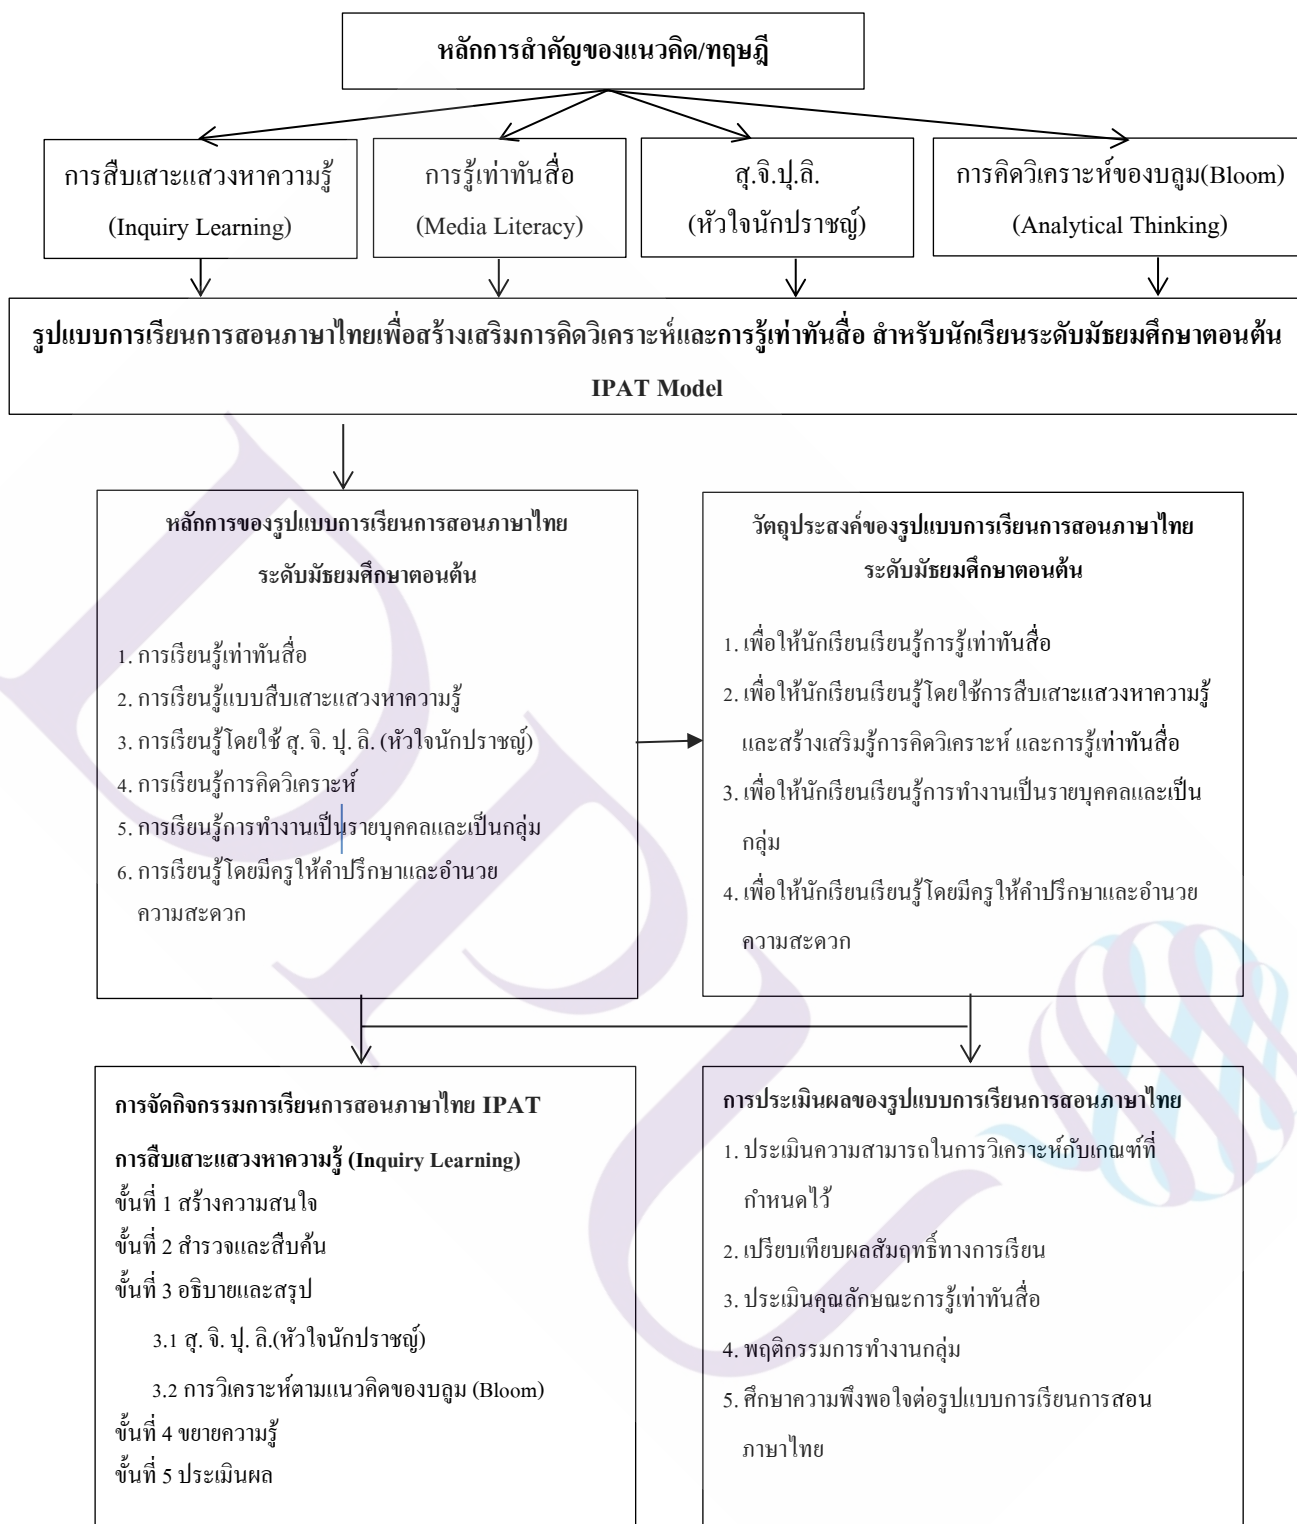 หลักการสำคัญของแนวคิด/ทฤษฎี
การสืบเสาะแสวงหาความรู้
(Inquiry Learning)
การรู้เท่าทันสื่อ
(Media Literacy)
สุ.จิ.ปุ.ลิ.
(หัวใจนักปราชญ์)
การคิดวิเคราะห์ของบลูม(Bloom)
(Analytical Thinking)
รูปแบบการเรียนการสอนภาษาไทยเพื่อสร้างเสริมการคิดวิเคราะห์และการรู้เท่าทันสื่อ สำหรับนักเรียนระดับมัธยมศึกษาตอนต้น
IPAT Model
หลักการของรูปแบบการเรียนการสอนภาษาไทย
ระดับมัธยมศึกษาตอนต้น
1. การเรียนรู้เท่าทันสื่อ
2. การเรียนรู้แบบสืบเสาะแสวงหาความรู้
3. การเรียนรู้โดยใช้ สุ. จิ. ปุ. ลิ. (หัวใจนักปราชญ์)
4. การเรียนรู้การคิดวิเคราะห์
5. การเรียนรู้การทำงานเป็นรายบุคคลและเป็นกลุ่ม
6. การเรียนรู้โดยมีครูให้คำปรึกษาและอำนวย
ความสะดวก
วัตถุประสงค์ของรูปแบบการเรียนการสอนภาษาไทย
ระดับมัธยมศึกษาตอนต้น
1. เพื่อให้นักเรียนเรียนรู้การรู้เท่าทันสื่อ
2. เพื่อให้นักเรียนเรียนรู้โดยใช้การสืบเสาะแสวงหาความรู้
และสร้างเสริมรู้การคิดวิเคราะห์ และการรู้เท่าทันสื่อ
3. เพื่อให้นักเรียนเรียนรู้การทำงานเป็นรายบุคคลและเป็น
กลุ่ม
4. เพื่อให้นักเรียนเรียนรู้โดยมีครูให้คำปรึกษาและอำนวย
ความสะดวก
การจัดกิจกรรมการเรียนการสอนภาษาไทย IPAT
การสืบเสาะแสวงหาความรู้ (Inquiry Learning)
ขั้นที่ 1 สร้างความสนใจ
ขั้นที่ 2 สำรวจและสืบค้น
ขั้นที่ 3 อธิบายและสรุป
3.1 สุ. จิ. ปุ. ลิ.(หัวใจนักปราชญ์)
3.2 การวิเคราะห์ตามแนวคิดของบลูม (Bloom)
ขั้นที่ 4 ขยายความรู้
ขั้นที่ 5 ประเมินผล
การประเมินผลของรูปแบบการเรียนการสอนภาษาไทย
1. ประเมินความสามารถในการวิเคราะห์กับเกณฑ์ที่
กำหนดไว้
2. เปรียบเทียบผลสัมฤทธิ์ทางการเรียน
3. ประเมินคุณลักษณะการรู้เท่าทันสื่อ
4. พฤติกรรมการทำงานกลุ่ม
5. ศึกษาความพึงพอใจต่อรูปแบบการเรียนการสอน
ภาษาไทย
DPU